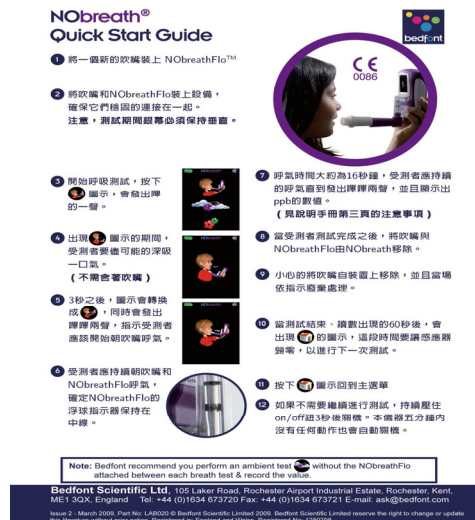 NObreath®
Quick Start Guide
bedfont
CE
0086
1 將一個新的吹嘴裝上 NObreathFlo™
2 將吹嘴和NObreathFlo裝上設備，
確保它們穩固的連接在一起。
注意，測試期間銀幕必須保持垂直。
3 開始呼吸測試，按下
圖示，會發出嗶
的一聲。
4 出現 圖示的期間，
受測者要儘可能的深吸
一口氣。
(不需含著吹嘴)
5 3秒之後，圖示會轉換
成 ，同時會發出
嗶嗶兩聲，指示受測者
應該開始朝吹嘴呼氣。
6 受測者應持續朝吹嘴和
NObreathFlo呼氣，
確定NObreathFlo的
浮球指示器保持在
中線。
7 呼氣時間大約為16秒鐘，受測者應持續
的呼氣直到發出嗶嗶兩聲，並且顯示出
ppb的數值。
(見說明手冊第三頁的注意事項)
8 當受測者測試完成之後，將吹嘴與
NObreathFlo由NObreath移除。
9 小心的將吹嘴自裝置上移除，並且當場
依指示廢棄處理。
10 當測試結束、讀數出現的60秒後，會
出現 的圖示，這段時間要讓感應器
歸零，以進行下一次測試。
11 按下 圖示回到主選單
12 如果不需要繼續進行測試，持續壓住
on/off鈕3秒後關機。本儀器五分鐘內
沒有任何動作也會自動關機。
Note: Bedfont recommend you perform an ambient test without the NObreathFlo
attached between each breath test & record the value.
Bedfont Scientific Ltd, 105 Laker Road, Rochester Airport Industrial Estate, Rochester, Kent,
ME1 3QX, England Tel: +44 (0)1634 673720 Fax: +44 (0)1634 673721 E-mail: ask@bedfont.com
Issue 2 - March 2009. Part No: LAB020 © Bedfont Scientific Limited 2009. Bedfont Scientific Limited reserve the right to change or update